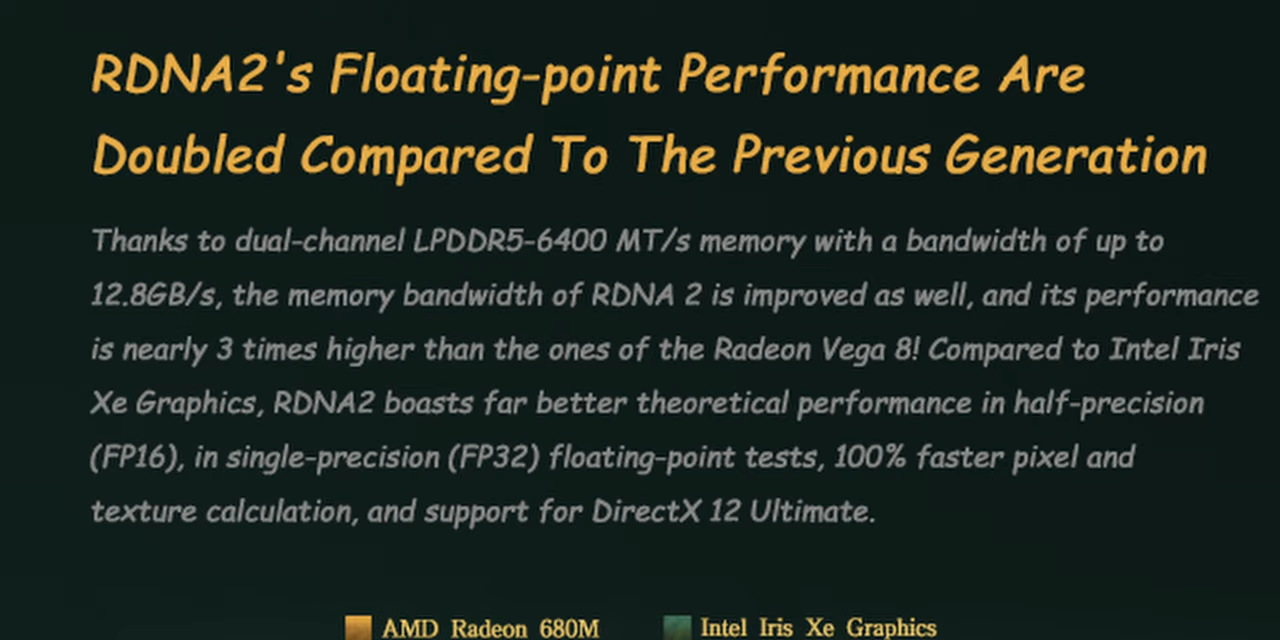 RDNA2's Floating-point Performance Are
Doubled Compared To The Previous Generation
Thanks to dual-channel LPDDR5-6400 MT/s memory with a bandwidth of up to
12.8GB/s, the memory bandwidth of RDNA 2 is improved as well, and its performance
is nearly 3 times higher than the ones of the Radeon Vega 8! Compared to Intel Iris
Xe Graphics, RDNA2 boasts far better theoretical performance in half-precision
(FP16), in single-precision (FP32) floating-point tests, 100% faster pixel and
texture calculation, and support for DirectX 12 Ultimate.
AMD Radeon 680M Intel Iris Xe Graphics